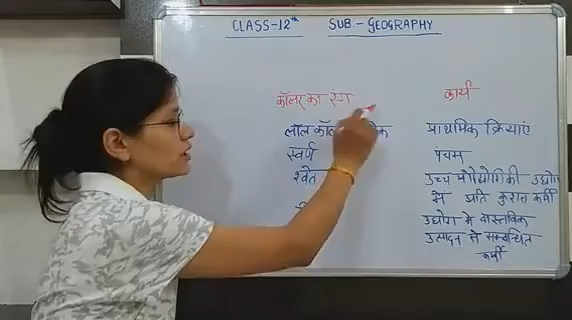 CLASS-12th SUB-GEOGRAPHY
कॉलर का रंग कार्य
लाल कॉलर प्राथमिक क्रियाएं
स्वर्ण पंचम
श्वेत उच्च प्रौद्योगिकी उद्योग
में अति कुशल कर्मी
उद्योग में वास्तविक
उत्पादन से सम्बन्धित
कर्मी